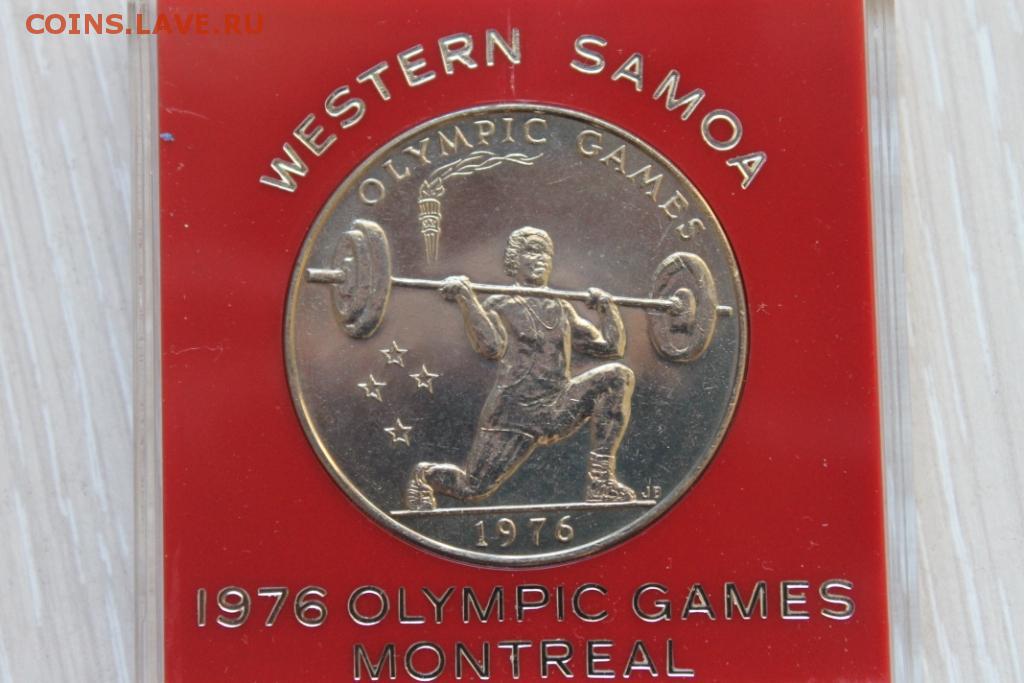 COINS.LAVE.RU
WESTERN SAMOA
OLYMPIC GAMES
JB
1976
1976 OLYMPIC GAMES
MONTREAL